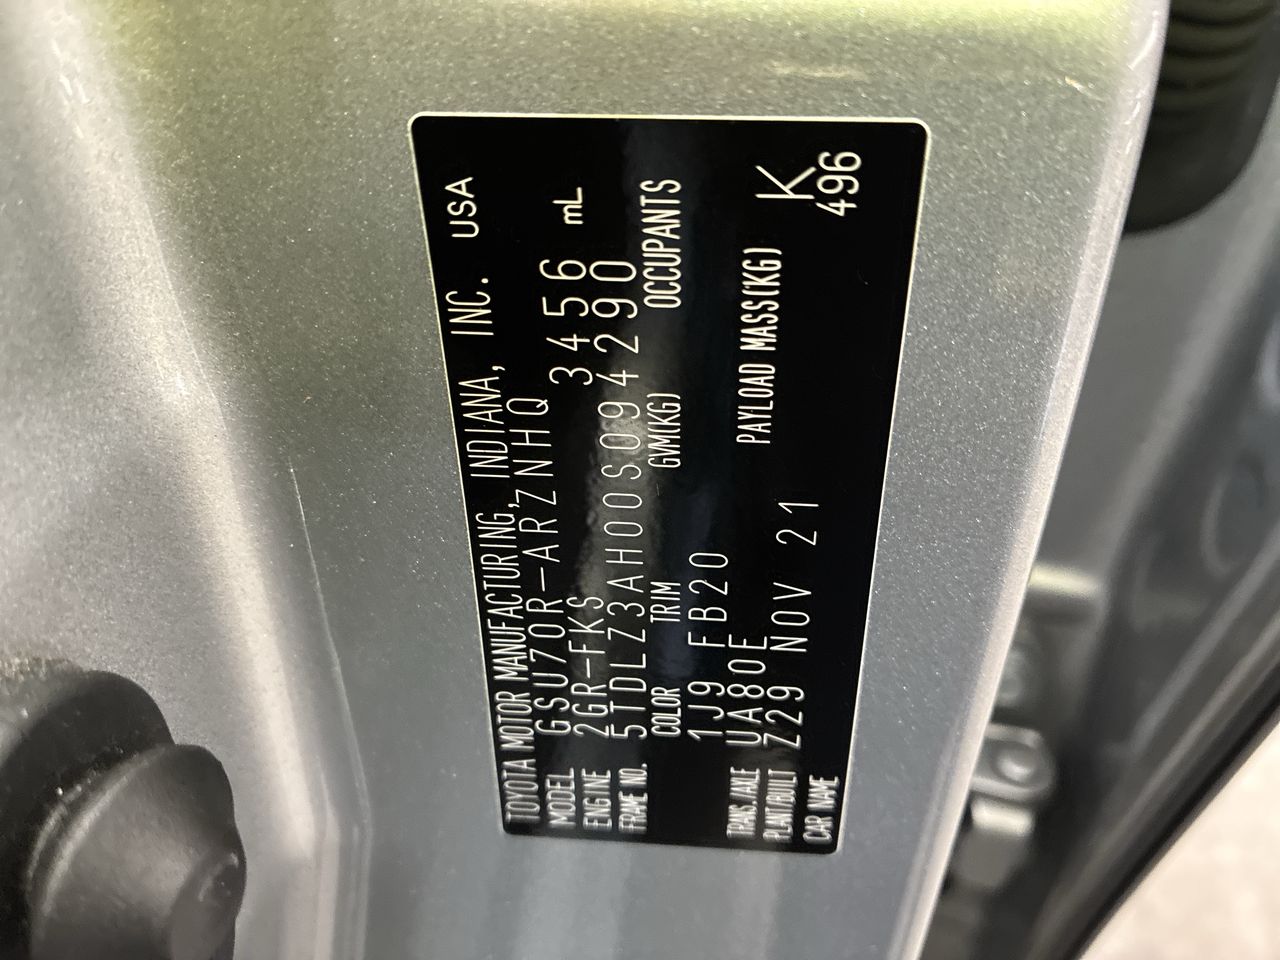 TOYOTA MOTOR MANUFACTURING, INDIANA, INC. USA
MODEL GSU70R-ARZNHQ
ENGINE 2GR-FKS 3456 mL
FRAME NO. 5TDLZ3AH00S094290
COLOR TRIM GVM(KG) OCCUPANTS
1J9 FB20
TRANS./AXLE UA80F PAYLOAD MASS(KG)
PLANT/BUILT Z29 NOV 21 K
CAR NAME 496